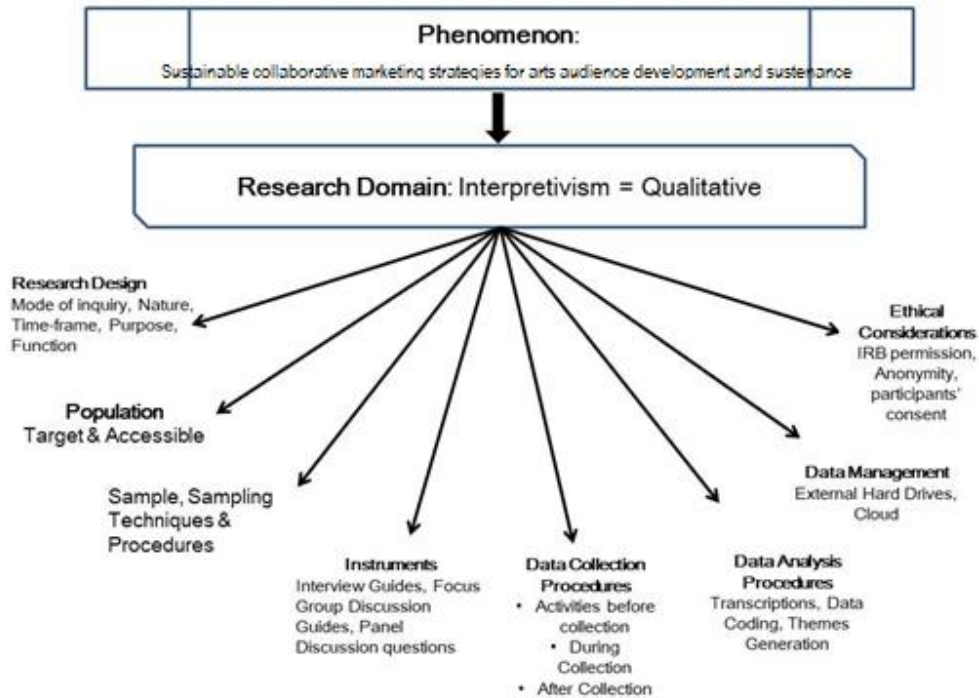 Phenomenon:
Sustainable collaborative marketing strategies for arts audience development and sustenance
Research Domain: Interpretivism = Qualitative
Research Design
Mode of inquiry, Nature,
Time-frame, Purpose,
Function
Population
Target & Accessible
Sample, Sampling
Techniques &
Procedures
Instruments
Interview Guides, Focus
Group Discussion
Guides, Panel
Discussion questions
Data Collection
Procedures
• Activities before
collection
• During
Collection
• After Collection
Data Analysis
Procedures
Transcriptions, Data
Coding, Themes
Generation
Data Management
External Hard Drives,
Cloud
Ethical
Considerations
IRB permission,
Anonymity,
participants'
consent